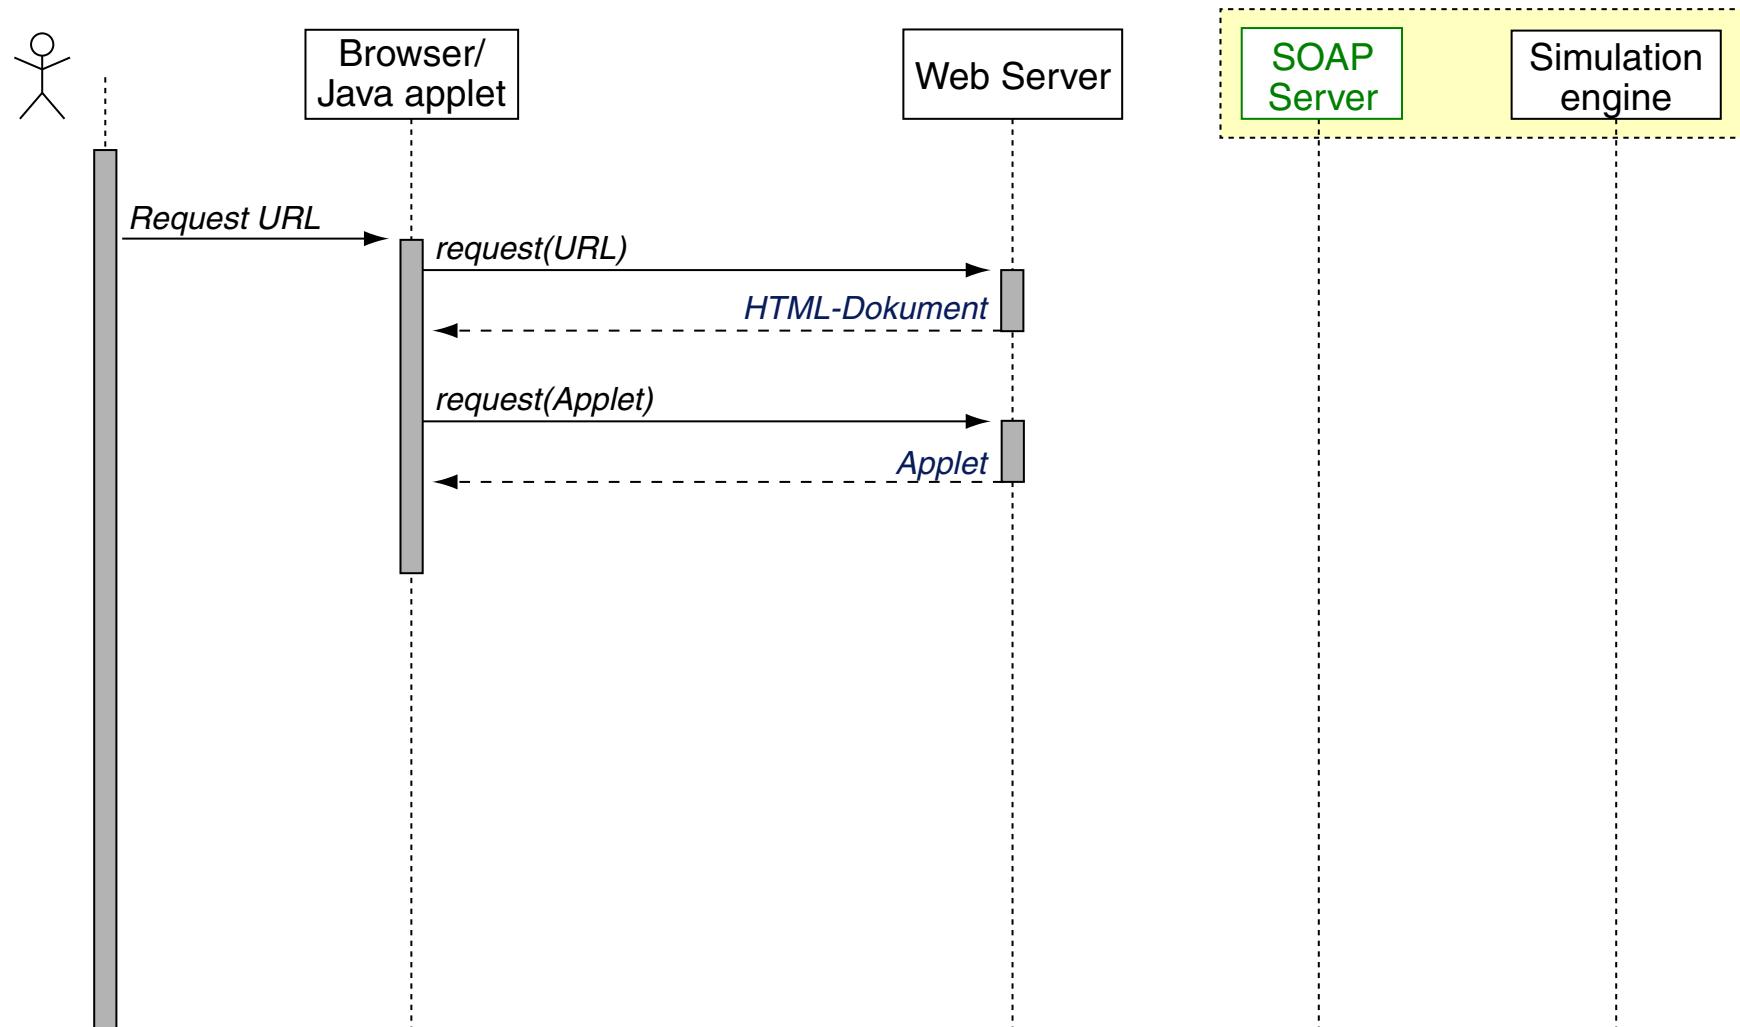 Browser/
Java applet
Web Server
SOAP
Server
Simulation
engine
Request URL
request(URL)
HTML-Dokument
request(Applet)
Applet